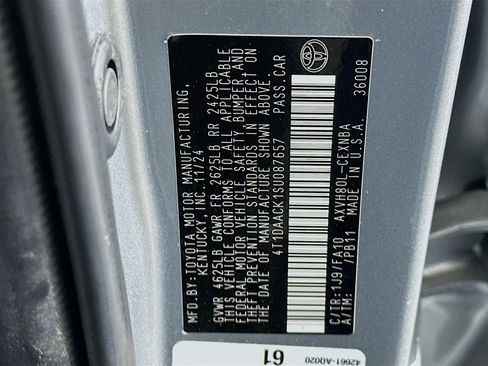 MFD.BY:TOYOTA MOTOR MANUFACTURING,
KENTUCKY, INC. 11/24
GVWR 4625LB GAWR FR 2625LB RR 2425LB
THIS VEHICLE CONFORMS TO ALL APPLICABLE
FEDERAL MOTOR VEHICLE SAFETY, BUMPER AND
THEFT PREVENTION STANDARDS IN EFFECT ON
THE DATE OF MANUFACTURE SHOWN ABOVE.
4T1DAACK1SU087657 PASS.CAR
C/TR:1J9/FA40 AXVH80L-CEXNBA
A/TM: /PB11 MADE IN U.S.A. 36008
42661-A0020
61